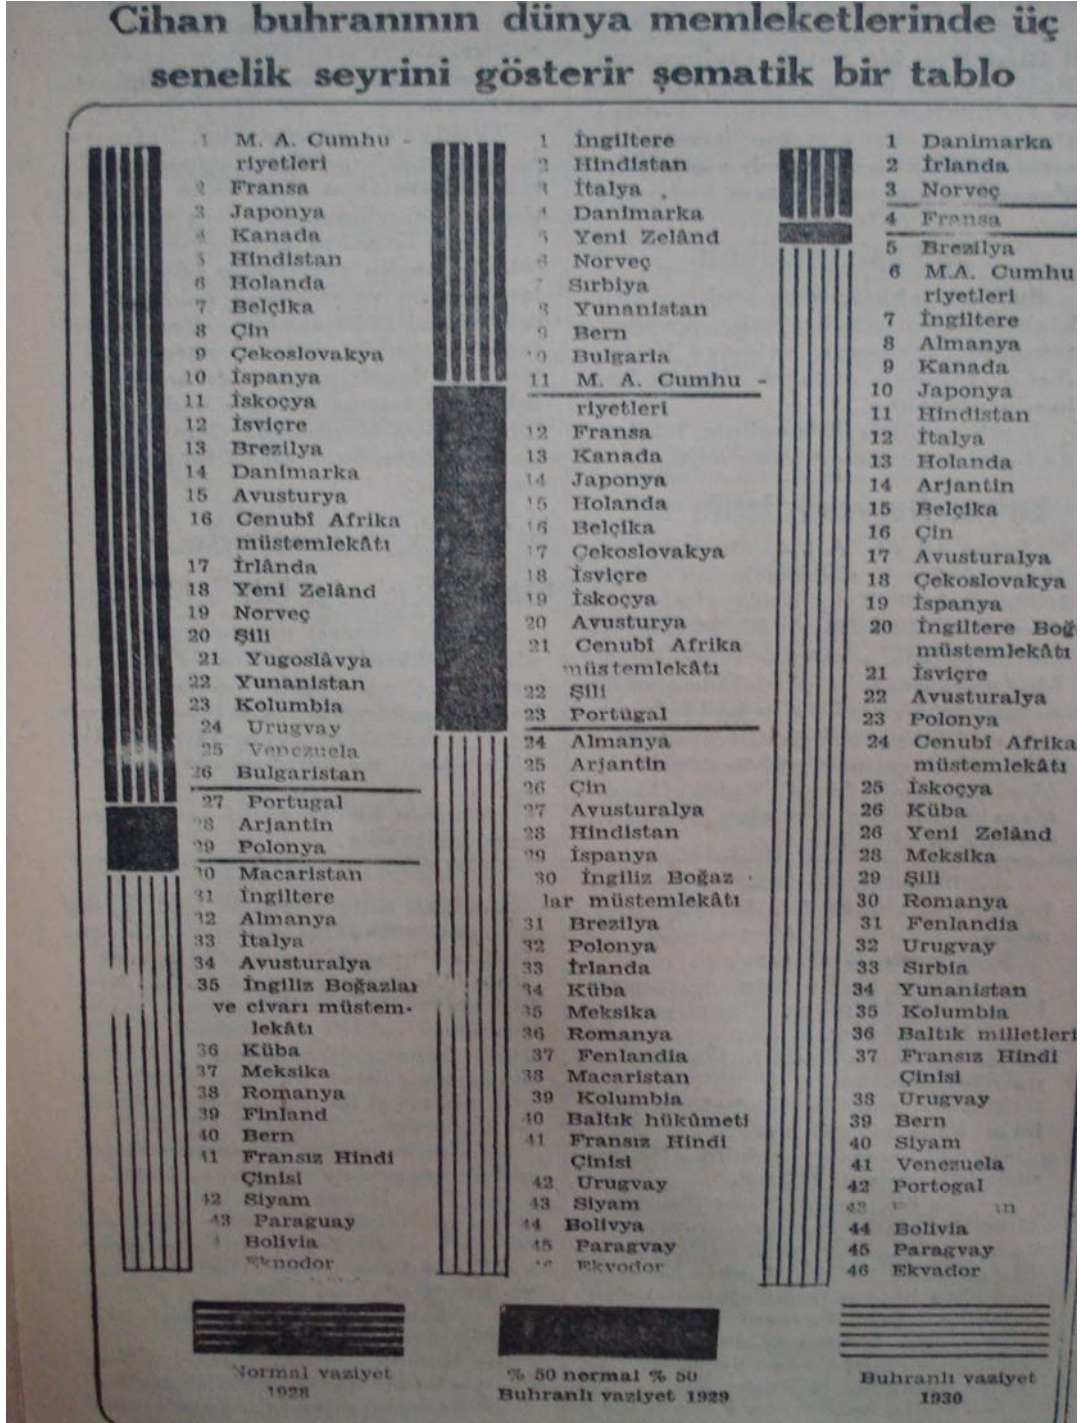 Cihan buhranının dünya memleketlerinde üç
senelik seyrini gösterir şematik bir tablo
1 M. A. Cumhu -
riyetleri
2 Fransa
3 Japonya
4 Kanada
5 Hindistan
6 Holanda
7 Belçika
8 Çin
9 Çekoslovakya
10 İspanya
11 İskoçya
12 İsviçre
13 Brezilya
14 Danimarka
15 Avusturya
16 Cenubî Afrika
müstemlekâtı
17 İrlânda
18 Yeni Zelând
19 Norveç
20 Şili
21 Yugoslâvya
22 Yunanistan
23 Kolumbia
24 Urugvay
25 Venezuela
26 Bulgaristan
27 Portugal
28 Arjantin
29 Polonya
30 Macaristan
31 İngiltere
32 Almanya
33 İtalya
34 Avusturalya
35 İngiliz Boğazlar
ve civarı müstem-
lekâtı
36 Küba
37 Meksika
38 Romanya
39 Finland
40 Bern
41 Fransız Hindi
Çinisi
42 Siyam
43 Paraguay
Bolivia
1 İngiltere
2 Hindistan
3 İtalya
4 Danimarka
5 Yeni Zelând
6 Norveç
7 Sırbiya
8 Yunanistan
9 Bern
10 Bulgaria
11 M. A. Cumhu -
riyetleri
12 Fransa
13 Kanada
14 Japonya
15 Holanda
16 Belçika
17 Çekoslovakya
18 İsviçre
19 İskoçya
20 Avusturya
21 Cenubî Afrika
müstemlekâtı
22 Şili
23 Portügal
24 Almanya
25 Arjantin
26 Çin
27 Avusturalya
28 Hindistan
29 İspanya
30 İngiliz Boğaz -
lar müstemlekâtı
31 Brezilya
32 Polonya
33 İrlanda
34 Küba
35 Meksika
36 Romanya
37 Fenlandia
38 Macaristan
39 Kolumbia
40 Baltık hükûmeti
41 Fransız Hindi
Çinisi
42 Urugvay
43 Siyam
44 Bolivya
45 Paragvay
Ekvodor
1 Danimarka
2 İrlanda
3 Norveç
4 Fransa
5 Brezilya
6 M.A. Cumhu
riyetleri
7 İngiltere
8 Almanya
9 Kanada
10 Japonya
11 Hindistan
12 İtalya
13 Holanda
14 Arjantin
15 Belçika
16 Çin
17 Avusturalya
18 Çekoslovakya
19 İspanya
20 İngiltere Boğ
müstemlekâtı
21 İsviçre
22 Avusturalya
23 Polonya
24 Cenubî Afrika
müstemlekâtı
25 İskoçya
26 Küba
26 Yeni Zelând
28 Meksika
29 Şili
30 Romanya
31 Fenlandia
32 Urugvay
33 Sırbia
34 Yunanistan
35 Kolumbia
36 Baltık milletleri
37 Fransız Hindi
Çinisi
38 Urugvay
39 Bern
40 Siyam
41 Venezuela
42 Portogal
43
44 Bolivia
45 Paragvay
46 Ekvador
Normal vaziyet
1928
% 50 normal % 50
Buhranlı vaziyet 1929
Buhranlı vaziyet
1930